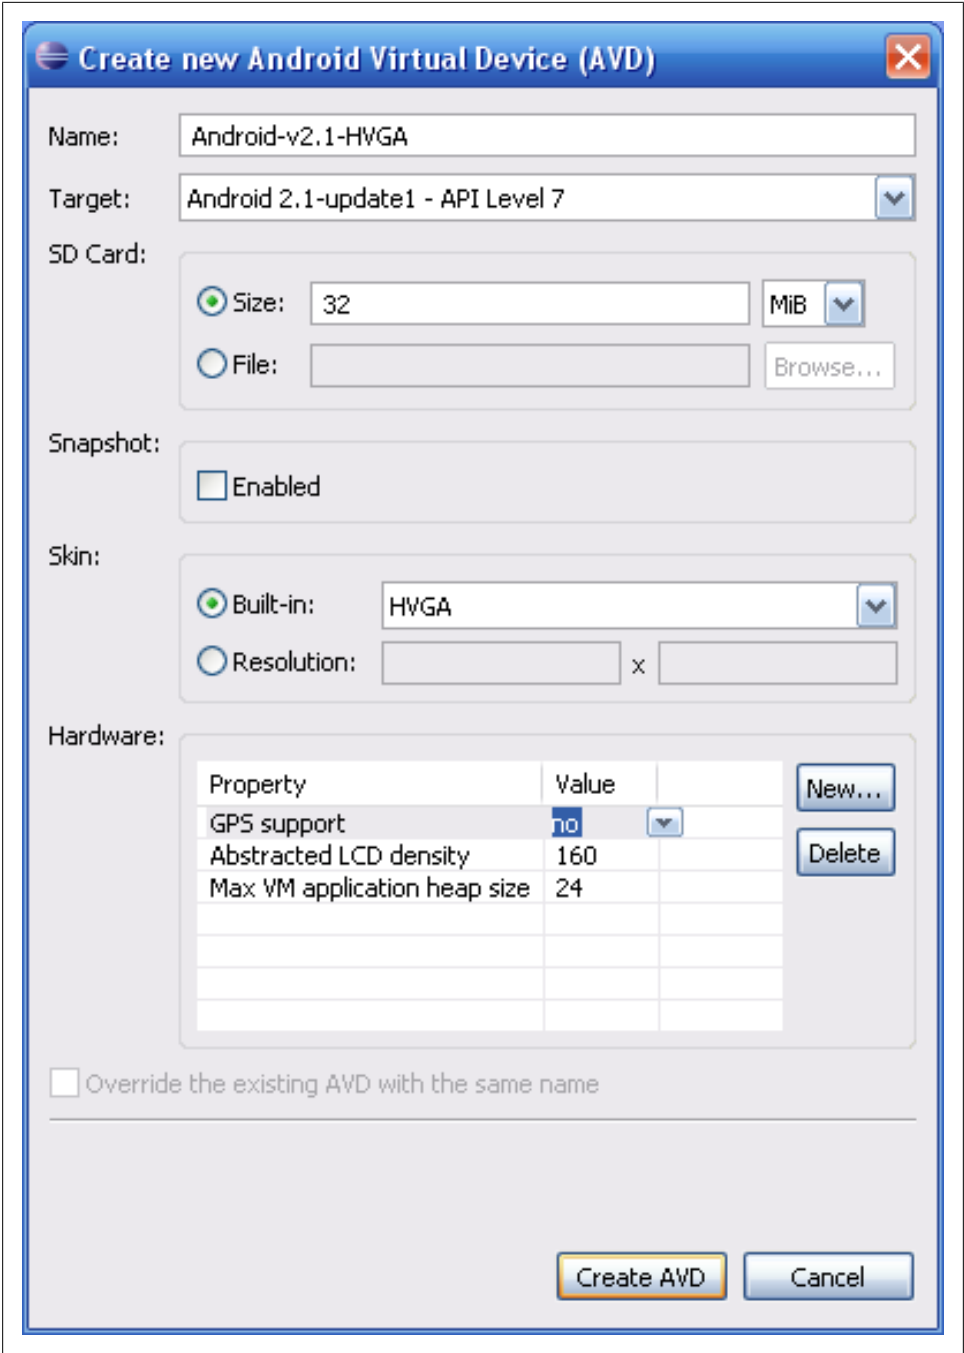 Create new Android Virtual Device (AVD)
Name: Android-v2.1-HVGA
Target: Android 2.1-update1 - API Level 7
SD Card:
Size: 32 MiB
File: Browse...
Snapshot:
Enabled
Skin:
Built-in: HVGA
Resolution: x
Hardware:
Property Value New...
GPS support no
Abstracted LCD density 160 Delete
Max VM application heap size 24
Override the existing AVD with the same name
Create AVD Cancel